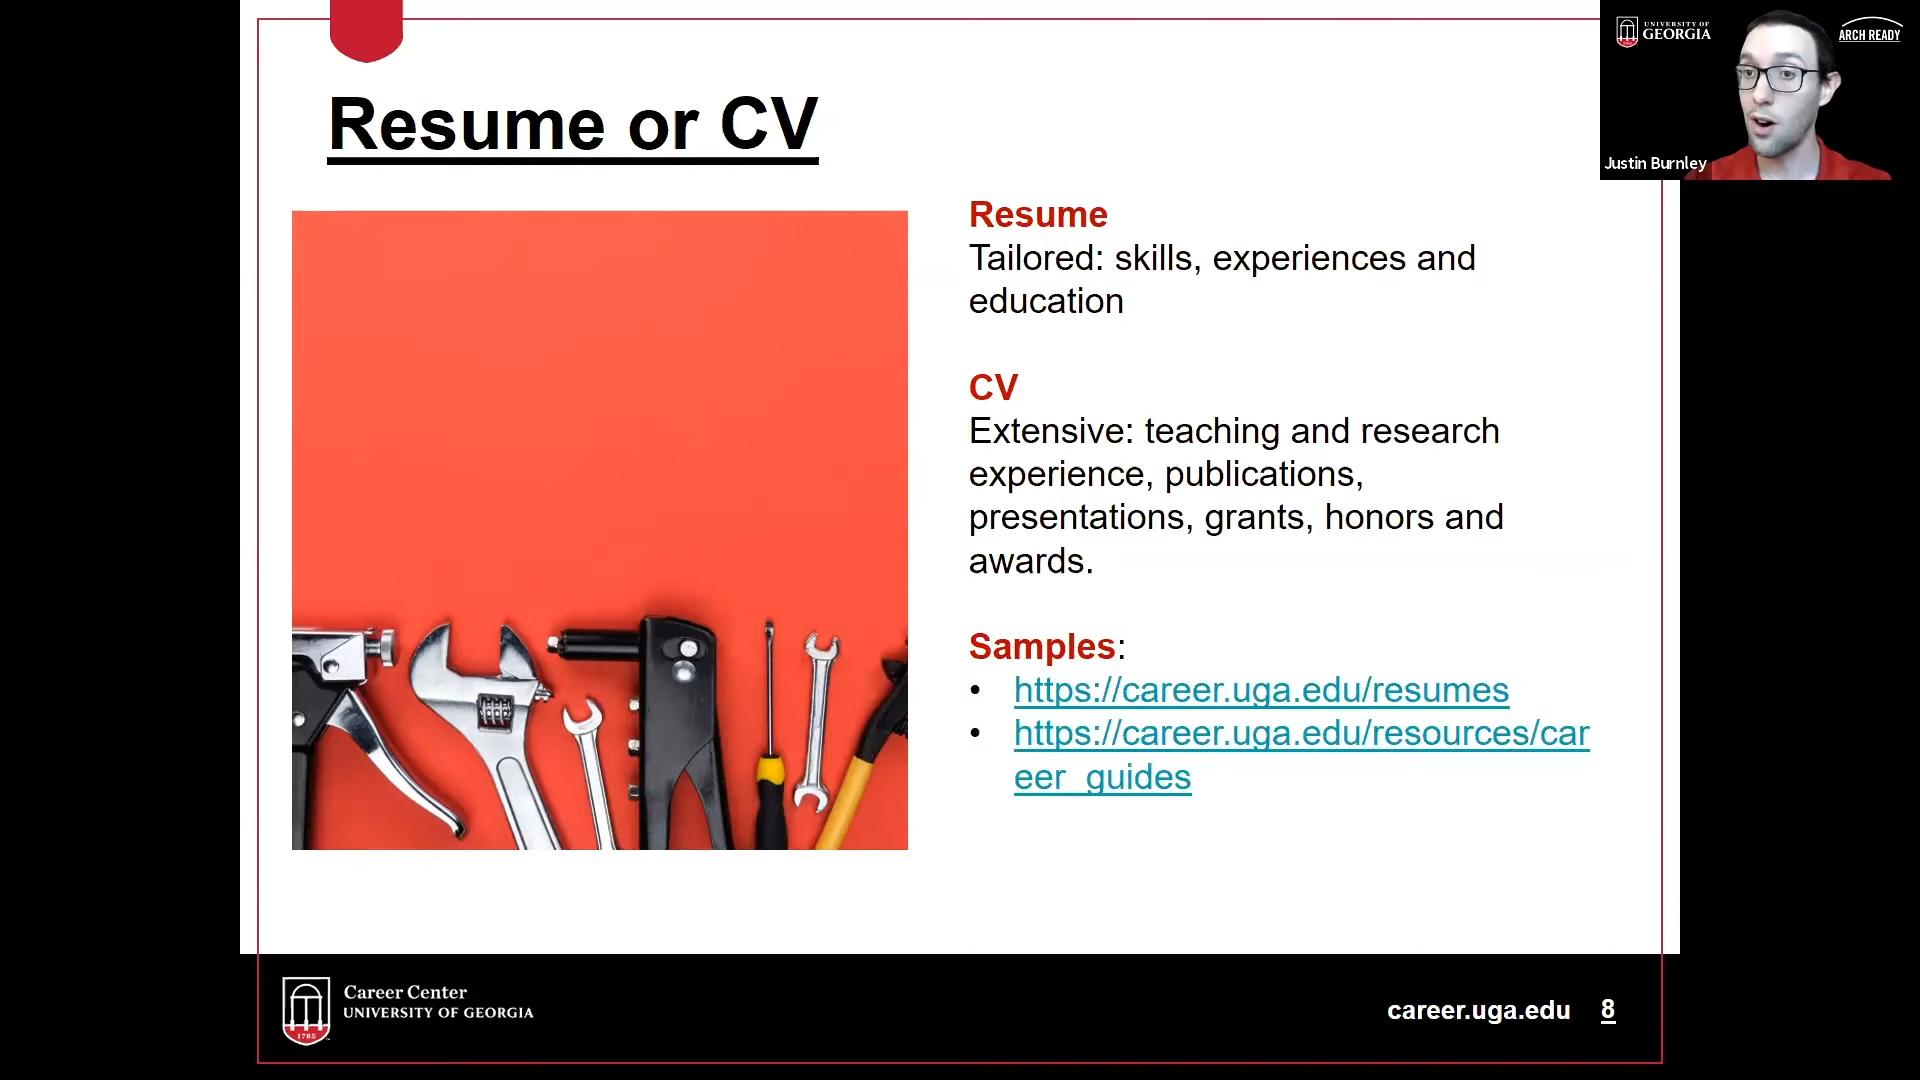 Resume or CV
UNIVERSITY OF
GEORGIA
ARCH READY
Justin Burnley
Resume
Tailored: skills, experiences and
education
CV
Extensive: teaching and research
experience, publications,
presentations, grants, honors and
awards.
Samples:
• https://career.uga.edu/resumes
• https://career.uga.edu/resources/car
eer_guides
1785
Career Center
UNIVERSITY OF GEORGIA
career.uga.edu 8